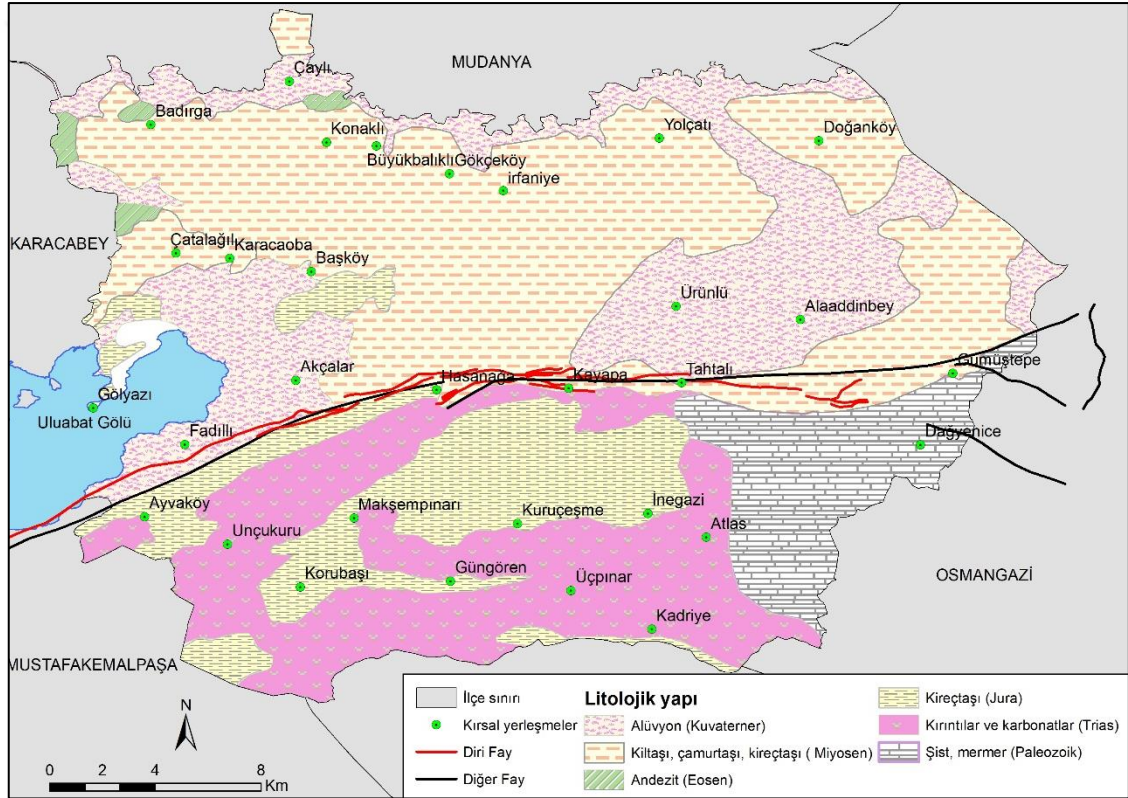 MUDANYA
Çaylı
Badırga
Konaklı
Yolçatı
Doğanköy
Büyükbalıklı
Gökçeköy
irfaniye
KARACABEY
Çatalağıl
Karacaoba
Başköy
Ürünlü
Alaaddinbey
Akçalar
Hasanağa
Kayapa
Tahtalı
Gümüştepe
Gölyazı
Uluabat Gölü
Fadıllı
Dağyenice
Ayvaköy
Makşempınarı
Kuruçeşme
İnegazi
Unçukuru
Atlas
Korubaşı
Güngören
Üçpınar
OSMANGAZİ
Kadriye
MUSTAFAKEMALPAŞA
N
0 2 4 8
Km
İlçe sınırı
Kırsal yerleşmeler
Diri Fay
Diğer Fay
Litolojik yapı
Alüvyon (Kuvaterner)
Kiltaşı, çamurtaşı, kireçtaşı ( Miyosen)
Andezit (Eosen)
Kireçtaşı (Jura)
Kırıntılar ve karbonatlar (Trias)
Şist, mermer (Paleozoik)